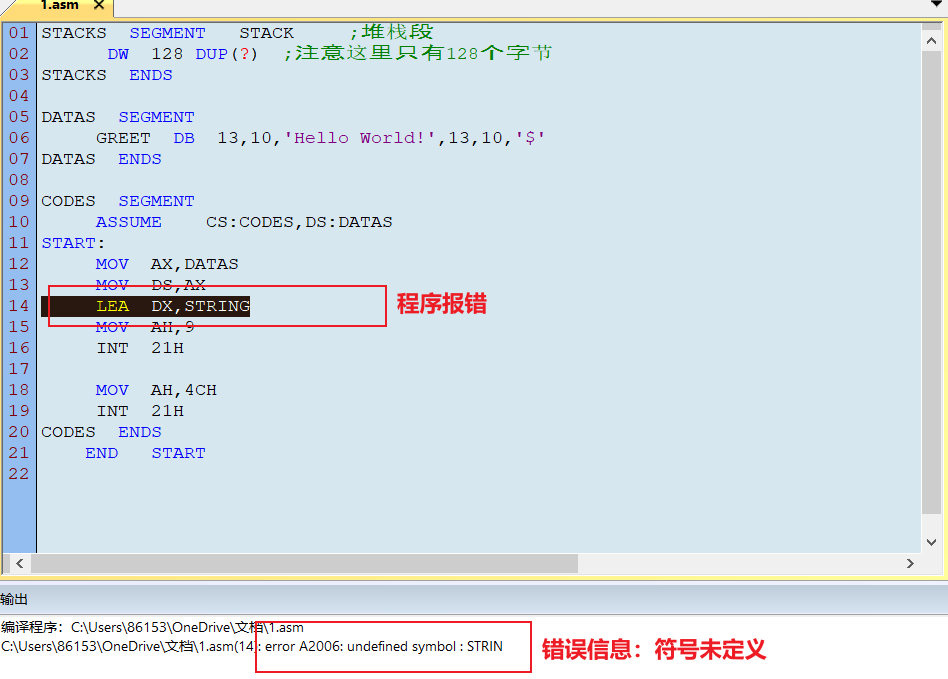 1.asm ×
01 STACKS SEGMENT STACK ;堆栈段
02 DW 128 DUP(?) ;注意这里只有128个字节
03 STACKS ENDS
04
05 DATAS SEGMENT
06 GREET DB 13,10,'Hello World!',13,10,'$'
07 DATAS ENDS
08
09 CODES SEGMENT
10 ASSUME CS:CODES,DS:DATAS
11 START:
12 MOV AX,DATAS
13 MOV DS,AX
14 LEA DX,STRING 程序报错
15 MOV AH,9
16 INT 21H
17
18 MOV AH,4CH
19 INT 21H
20 CODES ENDS
21 END START
22
输出
编译程序：C:\Users\86153\OneDrive\文档\1.asm
C:\Users\86153\OneDrive\文档\1.asm(14): error A2006: undefined symbol : STRIN 错误信息：符号未定义